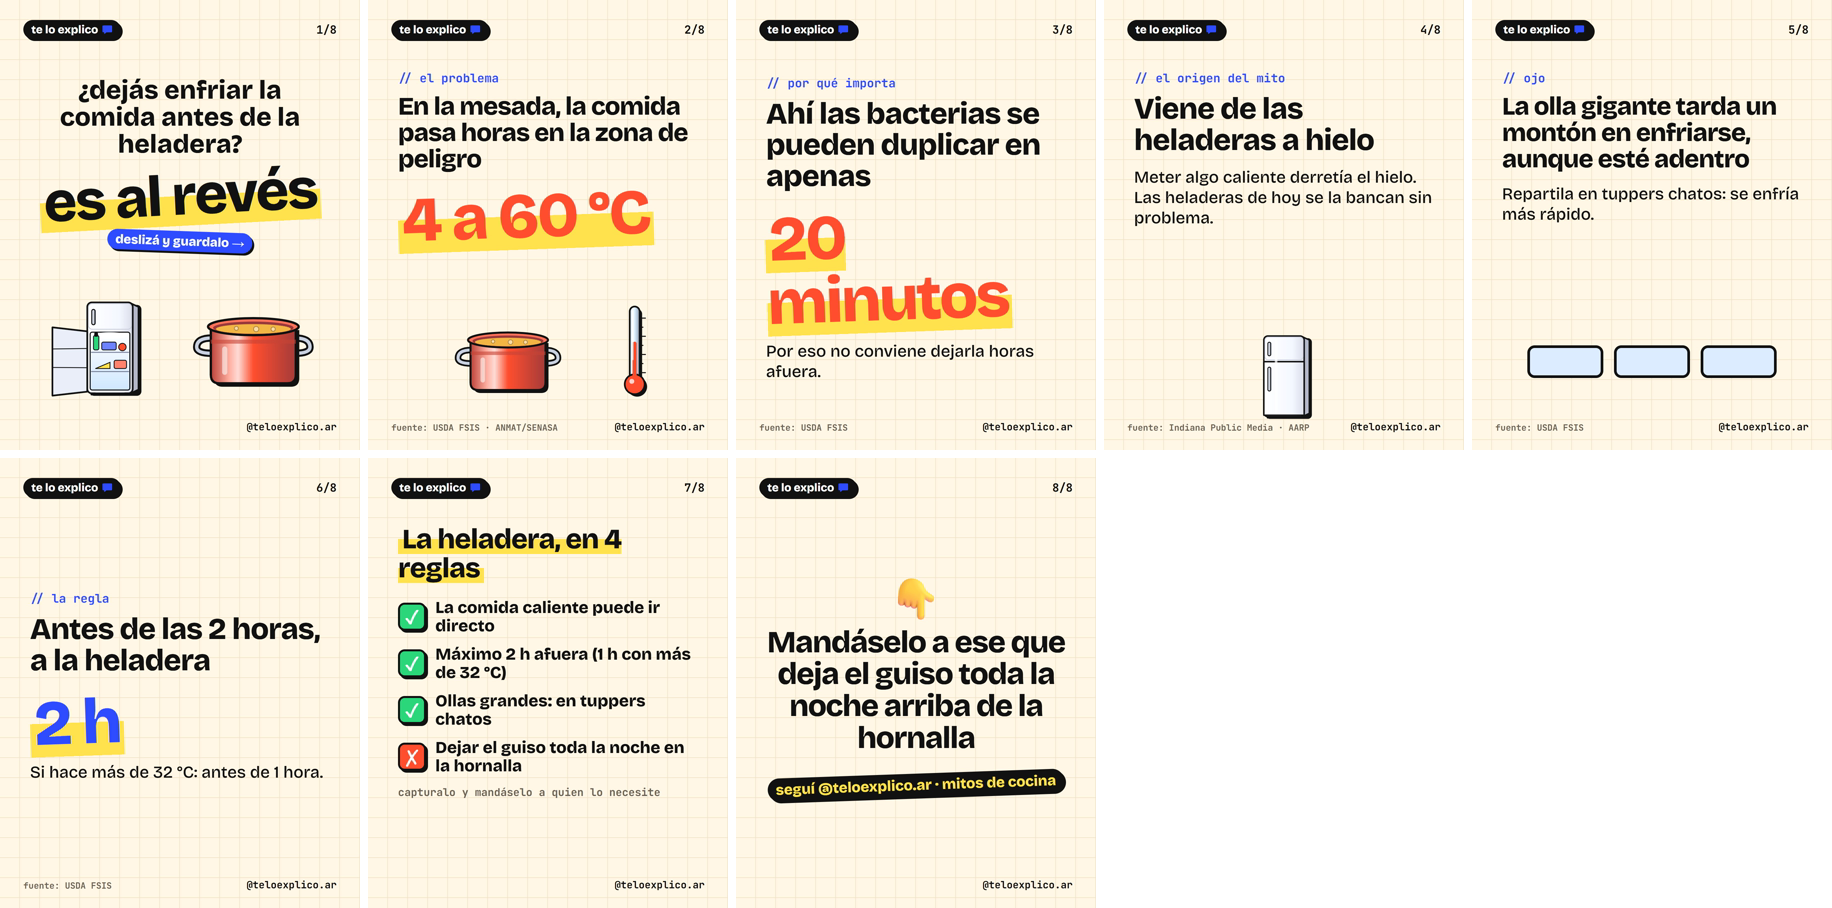 te lo explico
1/8
¿dejás enfriar la
comida antes de la
heladera?
es al revés
deslizá y guardalo →
@teloexplico.ar
te lo explico
2/8
// el problema
En la mesada, la comida
pasa horas en la zona de
peligro
4 a 60 °C
fuente: USDA FSIS · ANMAT/SENASA
@teloexplico.ar
te lo explico
3/8
// por qué importa
Ahí las bacterias se
pueden duplicar en
apenas
20
minutos
Por eso no conviene dejarla horas
afuera.
fuente: USDA FSIS
@teloexplico.ar
te lo explico
4/8
// el origen del mito
Viene de las
heladeras a hielo
Meter algo caliente derretía el hielo.
Las heladeras de hoy se la bancan sin
problema.
fuente: Indiana Public Media · AARP
@teloexplico.ar
te lo explico
5/8
// ojo
La olla gigante tarda un
montón en enfriarse,
aunque esté adentro
Repartila en tuppers chatos: se enfría
más rápido.
fuente: USDA FSIS
@teloexplico.ar
te lo explico
6/8
// la regla
Antes de las 2 horas,
a la heladera
2 h
Si hace más de 32 °C: antes de 1 hora.
fuente: USDA FSIS
@teloexplico.ar
te lo explico
7/8
La heladera, en 4
reglas
La comida caliente puede ir
directo
Máximo 2 h afuera (1 h con más
de 32 °C)
Ollas grandes: en tuppers
chatos
Dejar el guiso toda la noche en
la hornalla
capturalo y mandáselo a quien lo necesite
@teloexplico.ar
te lo explico
8/8
Mandáselo a ese que
deja el guiso toda la
noche arriba de la
hornalla
seguí @teloexplico.ar · mitos de cocina
@teloexplico.ar